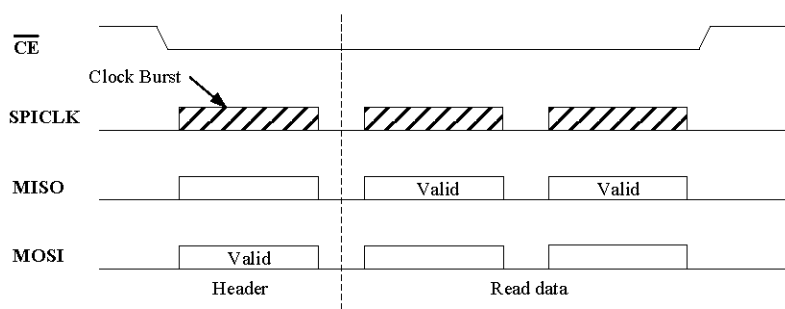 CE
Clock Burst
SPICLK
MISO
Valid
Valid
MOSI
Valid
Header
Read data